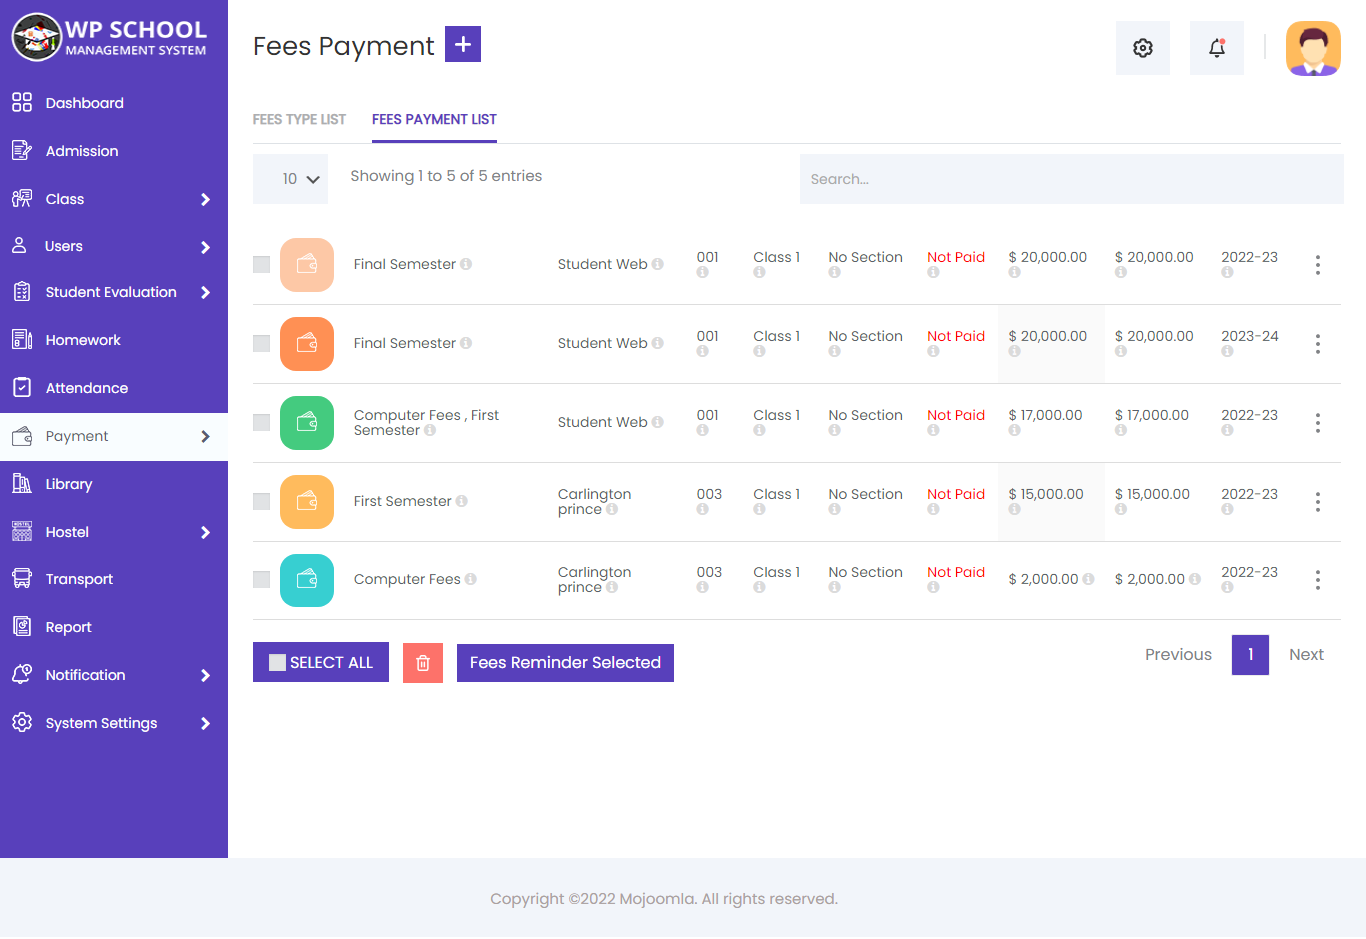 WP SCHOOL
MANAGEMENT SYSTEM
Dashboard
Admission
Class
Users
Student Evaluation
Homework
Attendance
Payment
Library
HOSTEL
Hostel
Transport
Report
Notification
System Settings
Fees Payment
FEES TYPE LIST
FEES PAYMENT LIST
10
Showing 1 to 5 of 5 entries
Search...
Final Semester
Student Web
001
Class 1
No Section
Not Paid
$ 20,000.00
$ 20,000.00
2022-23
Final Semester
Student Web
001
Class 1
No Section
Not Paid
$ 20,000.00
$ 20,000.00
2023-24
Computer Fees , First
Semester
Student Web
001
Class 1
No Section
Not Paid
$ 17,000.00
$ 17,000.00
2022-23
First Semester
Carlington
prince
003
Class 1
No Section
Not Paid
$ 15,000.00
$ 15,000.00
2022-23
Computer Fees
Carlington
prince
003
Class 1
No Section
Not Paid
$ 2,000.00
$ 2,000.00
2022-23
SELECT ALL
Fees Reminder Selected
Previous
1
Next
Copyright ©2022 Mojoomla. All rights reserved.